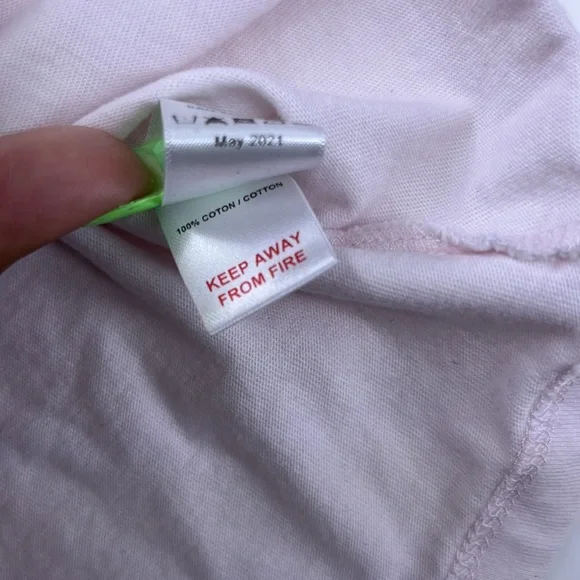 May 2021
100% COTON / COTTON
KEEP AWAY
FROM FIRE